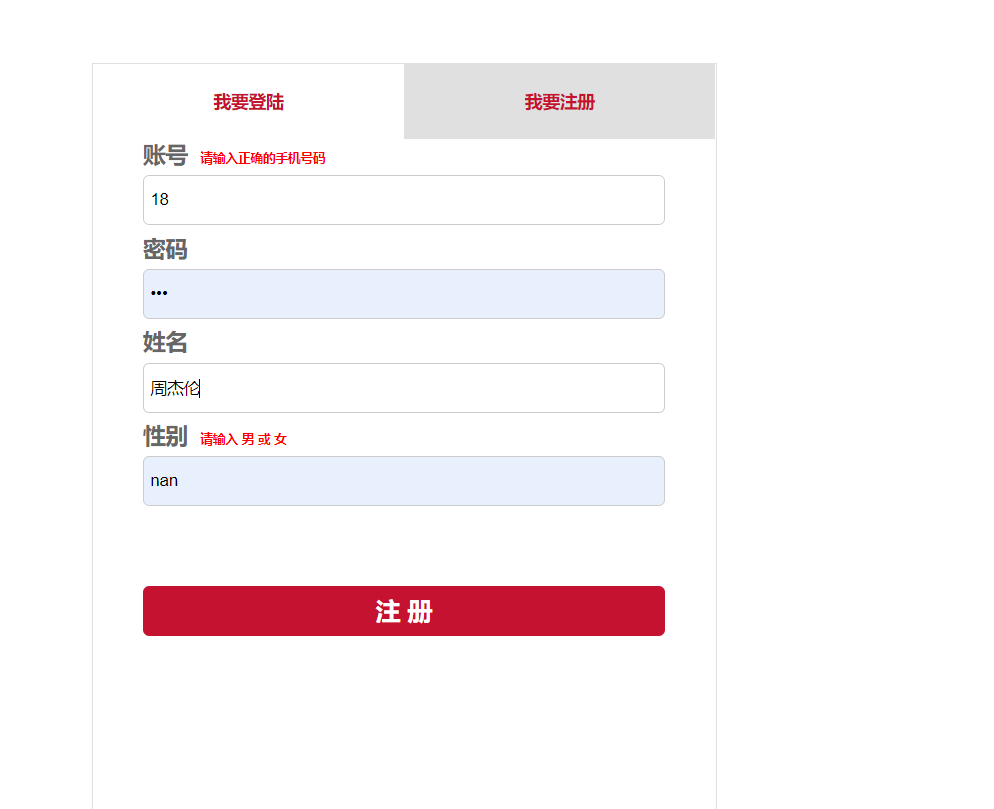 我要登陆 我要注册
账号 请输入正确的手机号码
18
密码
•••
姓名
周杰伦
性别 请输入 男 或 女
nan
注 册